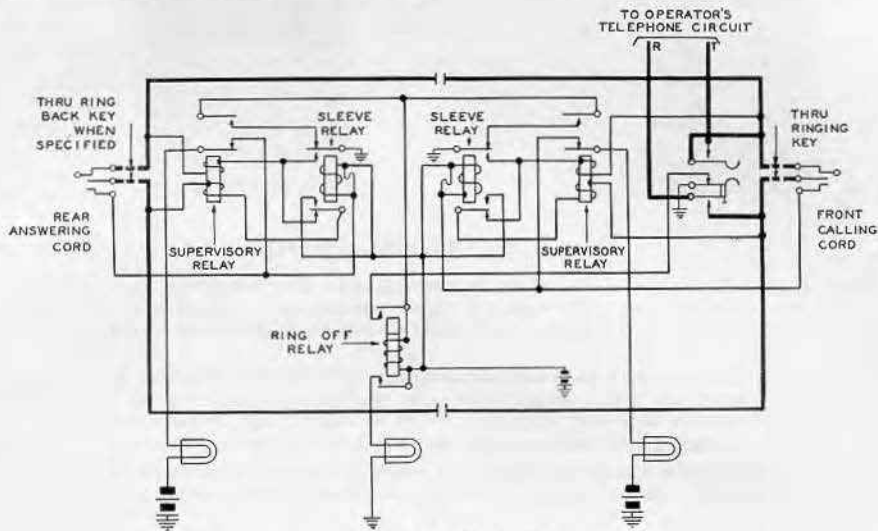 TO OPERATOR'S
TELEPHONE CIRCUIT
R T
THRU RING
BACK KEY
WHEN
SPECIFIED
SLEEVE
RELAY
SLEEVE
RELAY
THRU
RINGING
KEY
REAR
ANSWERING
CORD
SUPERVISORY
RELAY
SUPERVISORY
RELAY
FRONT
CALLING
CORD
RING OFF
RELAY